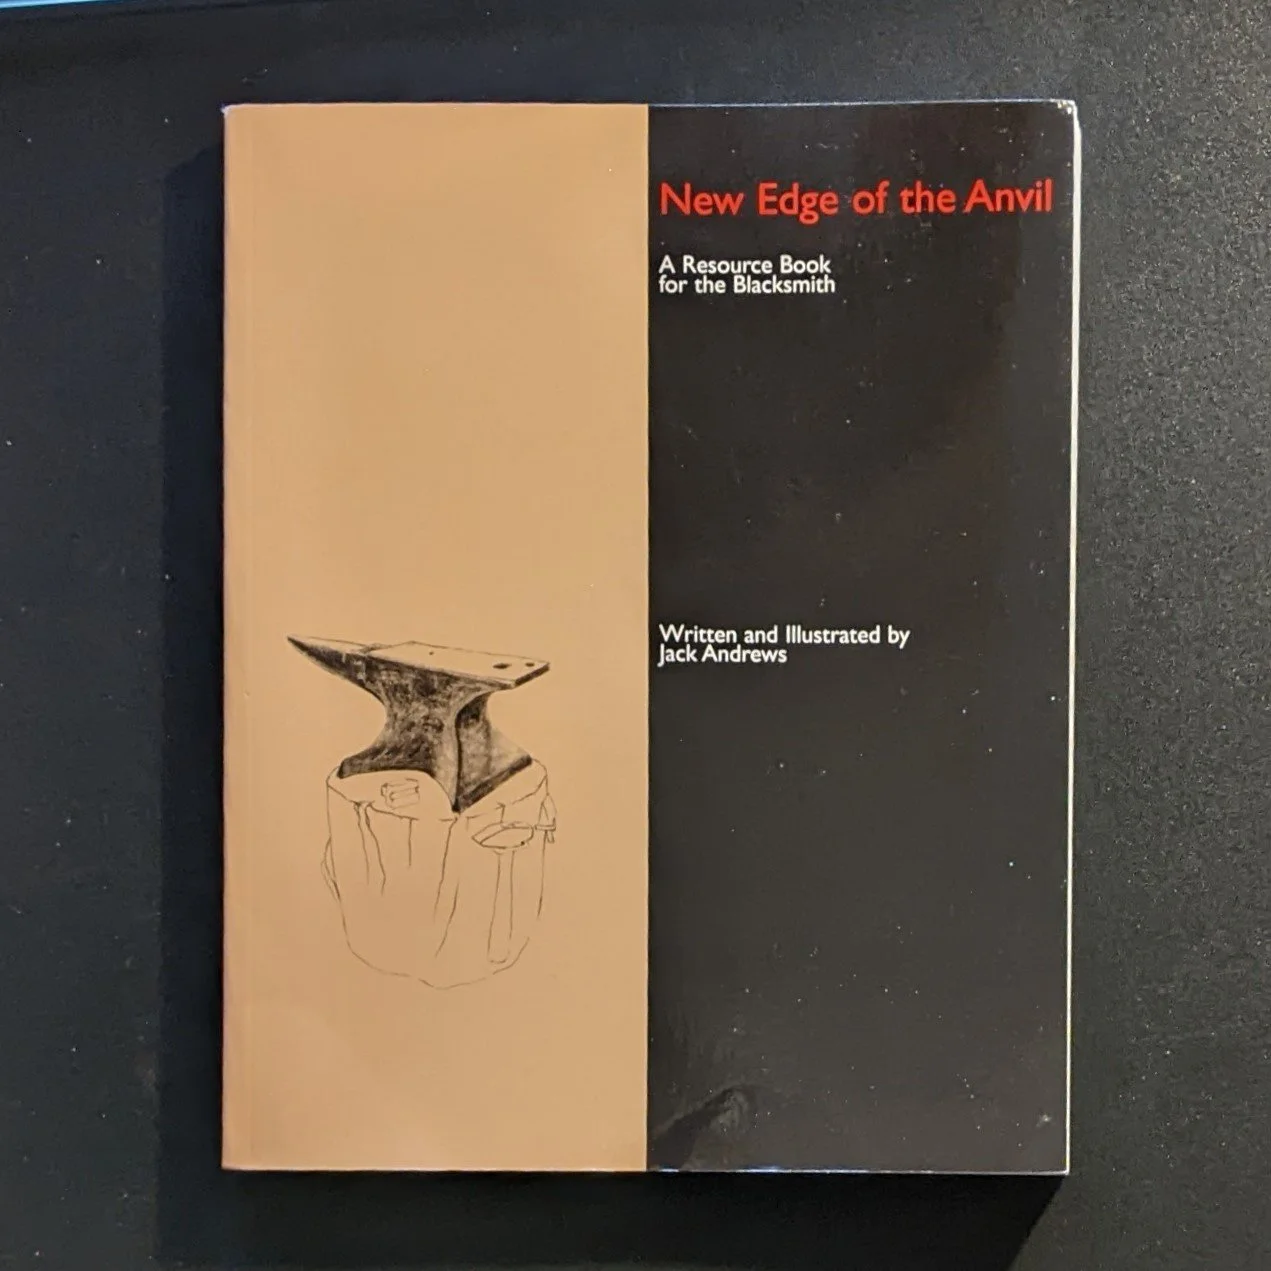 New Edge of the Anvil
A Resource Book
for the Blacksmith
Written and Illustrated by
Jack Andrews